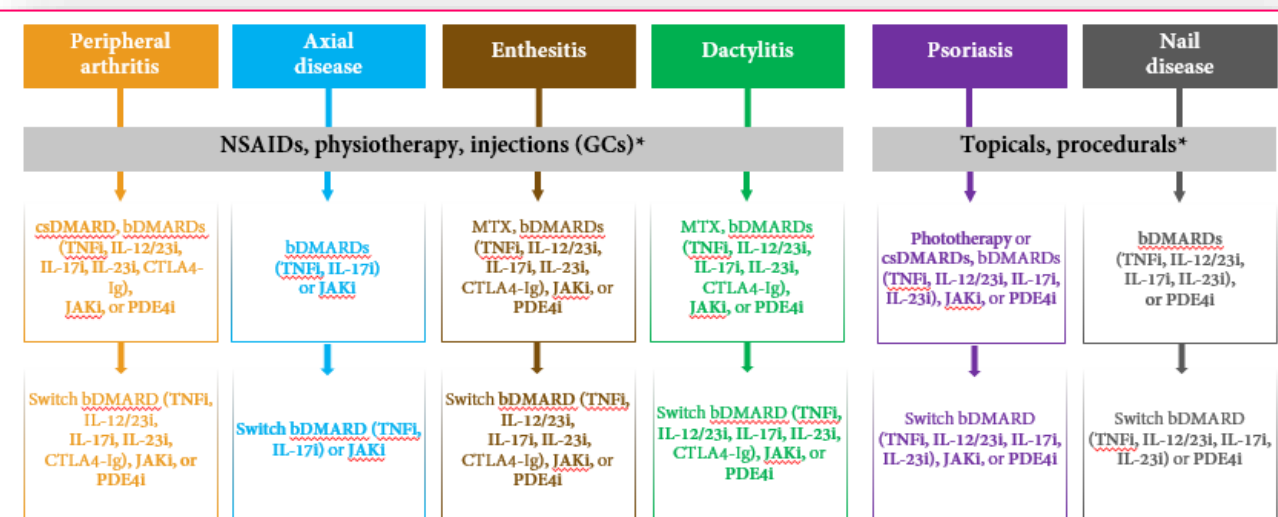 Peripheral
arthritis
Axial
disease
Enthesitis
Dactylitis
Psoriasis
Nail
disease
NSAIDs, physiotherapy, injections (GCs)*
Topicals, procedurals*
csDMARD, bDMARDs
(TNFi, IL-12/23i,
IL-17i, IL-23i, CTLA4-
Ig),
JAKi, or PDE4i
bDMARDs
(TNFi, IL-17i)
or JAKi
MTX, bDMARDs
(TNFi, IL-12/23i,
IL-17i, IL-23i,
CTLA4-Ig), JAKi, or
PDE4i
MTX, bDMARDs
(TNFi, IL-12/23i,
IL-17i, IL-23i,
CTLA4-Ig),
JAKi, or PDE4i
Phototherapy or
csDMARDs, bDMARDs
(TNFi, IL-12/23i, IL-17i,
IL-23i), JAKi, or PDE4i
bDMARDs
(TNFi, IL-12/23i,
IL-17i, IL-23i),
or PDE4i
Switch bDMARD (TNFi,
IL-12/23i,
IL-17i, IL-23i,
CTLA4-Ig), JAKi, or
PDE4i
Switch bDMARD (TNFi,
IL-17i) or JAKi
Switch bDMARD (TNFi,
IL-12/23i,
IL-17i, IL-23i,
CTLA4-Ig), JAKi, or
PDE4i
Switch bDMARD (TNFi,
IL-12/23i, IL-17i, IL-23i,
CTLA4-Ig), JAKi, or
PDE4i
Switch bDMARD
(TNFi, IL-12/23i, IL-17i,
IL-23i), JAKi, or PDE4i
Switch bDMARD
(TNFi, IL-12/23i, IL-17i,
IL-23i) or PDE4i